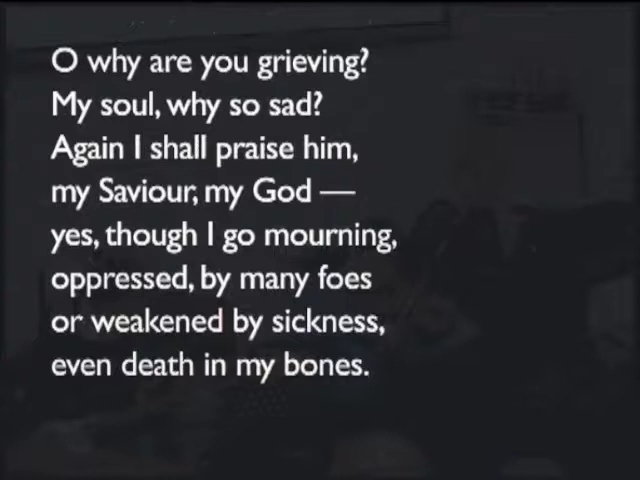 O why are you grieving?
My soul, why so sad?
Again I shall praise him,
my Saviour, my God —
yes, though I go mourning,
oppressed, by many foes
or weakened by sickness,
even death in my bones.